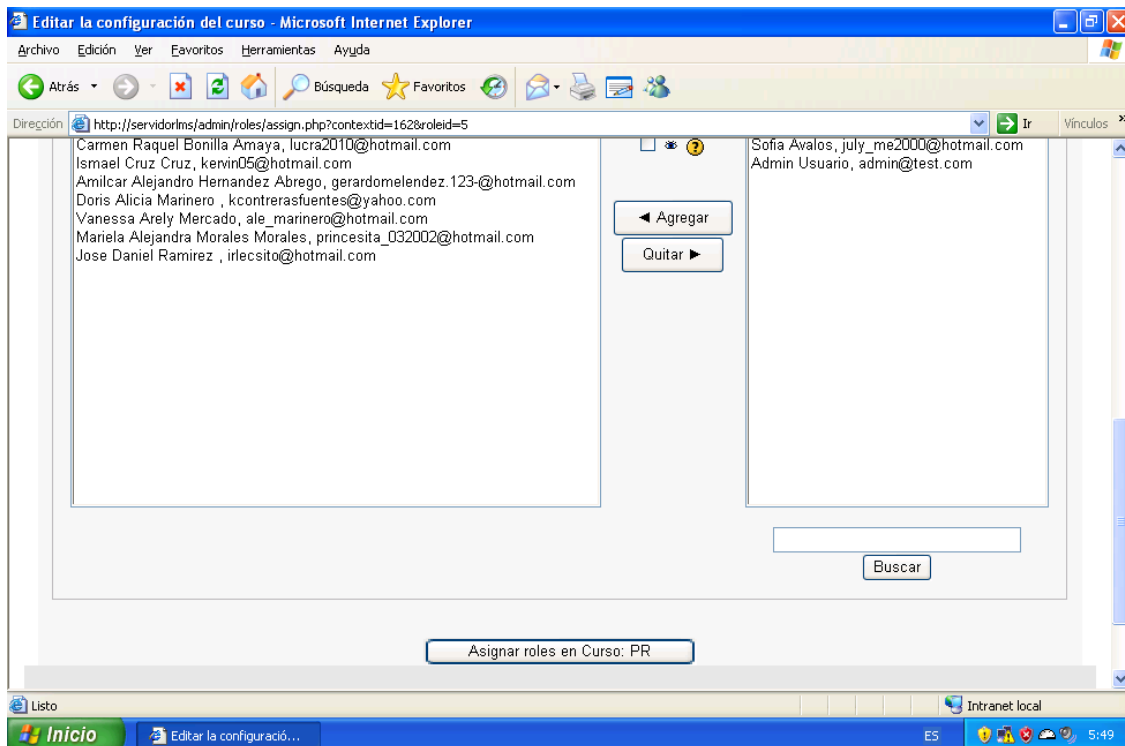 Editar la configuración del curso - Microsoft Internet Explorer
Archivo Edición Ver Favoritos Herramientas Ayuda
Atrás Búsqueda Favoritos
Dirección http://servidorlms/admin/roles/assign.php?contextid=162&roleid=5 Ir Vínculos »
Carmen Raquel Bonilla Amaya, lucra2010@hotmail.com
Ismael Cruz Cruz, kervin05@hotmail.com
Amilcar Alejandro Hernandez Abrego, gerardomelendez.123-@hotmail.com
Doris Alicia Marinero , kcontrerasfuentes@yahoo.com
Vanessa Arely Mercado, ale_marinero@hotmail.com
Mariela Alejandra Morales Morales, princesita_032002@hotmail.com
Jose Daniel Ramirez , irlecsito@hotmail.com
?
◄ Agregar
Quitar ►
Sofia Avalos, july_me2000@hotmail.com
Admin Usuario, admin@test.com
Buscar
Asignar roles en Curso: PR
Listo Intranet local
Inicio Editar la configuració... ES 5:49